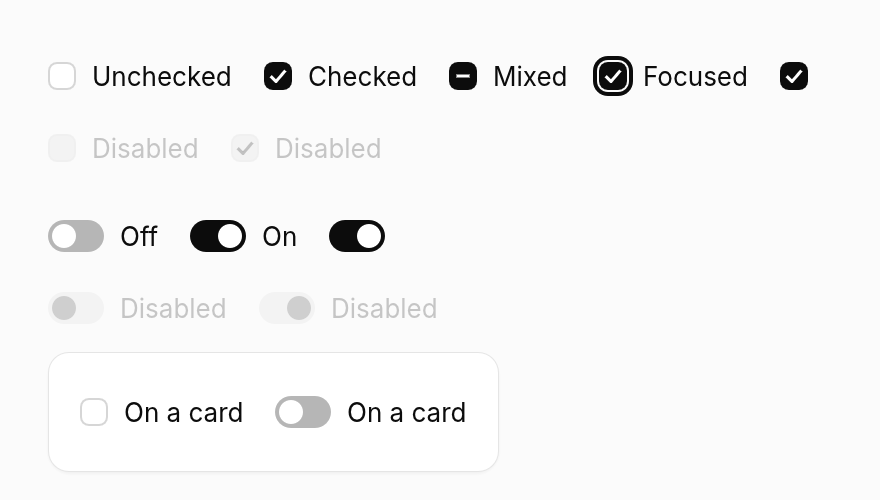 Unchecked Checked Mixed Focused
Disabled Disabled
Off On
Disabled Disabled
On a card On a card